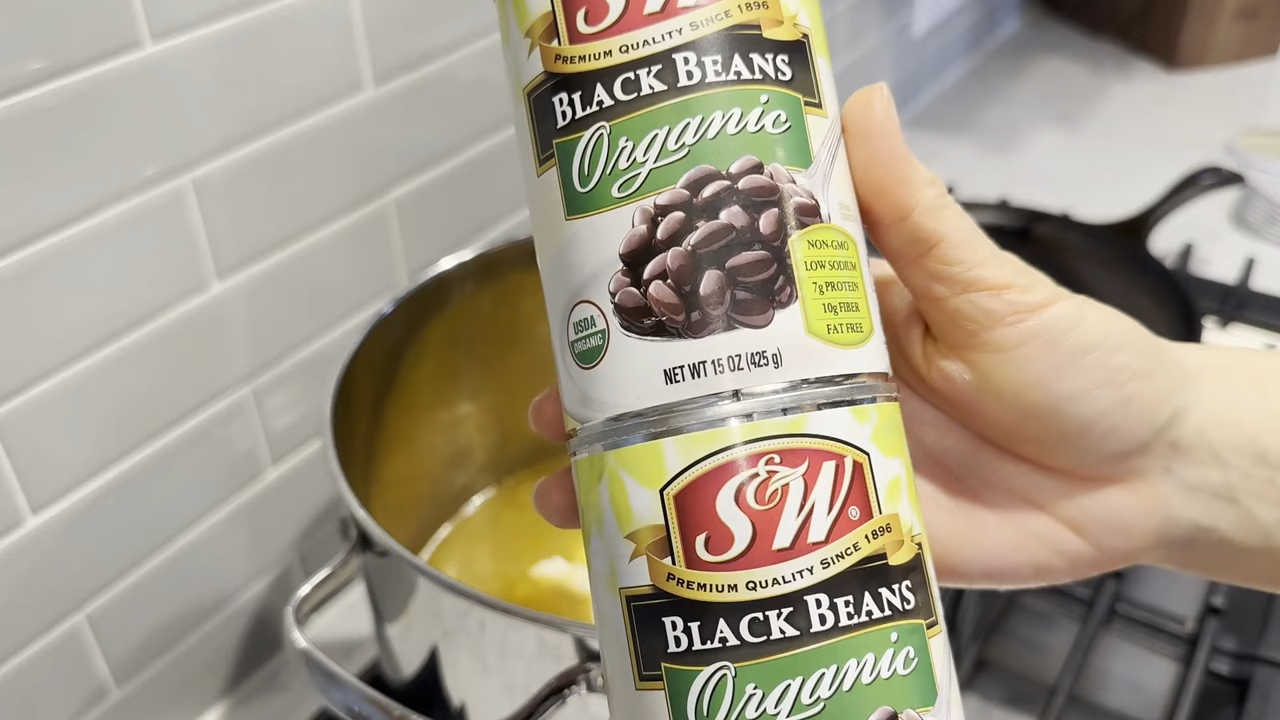 S&W
PREMIUM QUALITY SINCE 1896
BLACK BEANS
Organic
NON-GMO
LOW SODIUM
7g PROTEIN
10g FIBER
FAT FREE
USDA
ORGANIC
NET WT 15 OZ (425 g)
S&W®
PREMIUM QUALITY SINCE 1896
BLACK BEANS
Organic